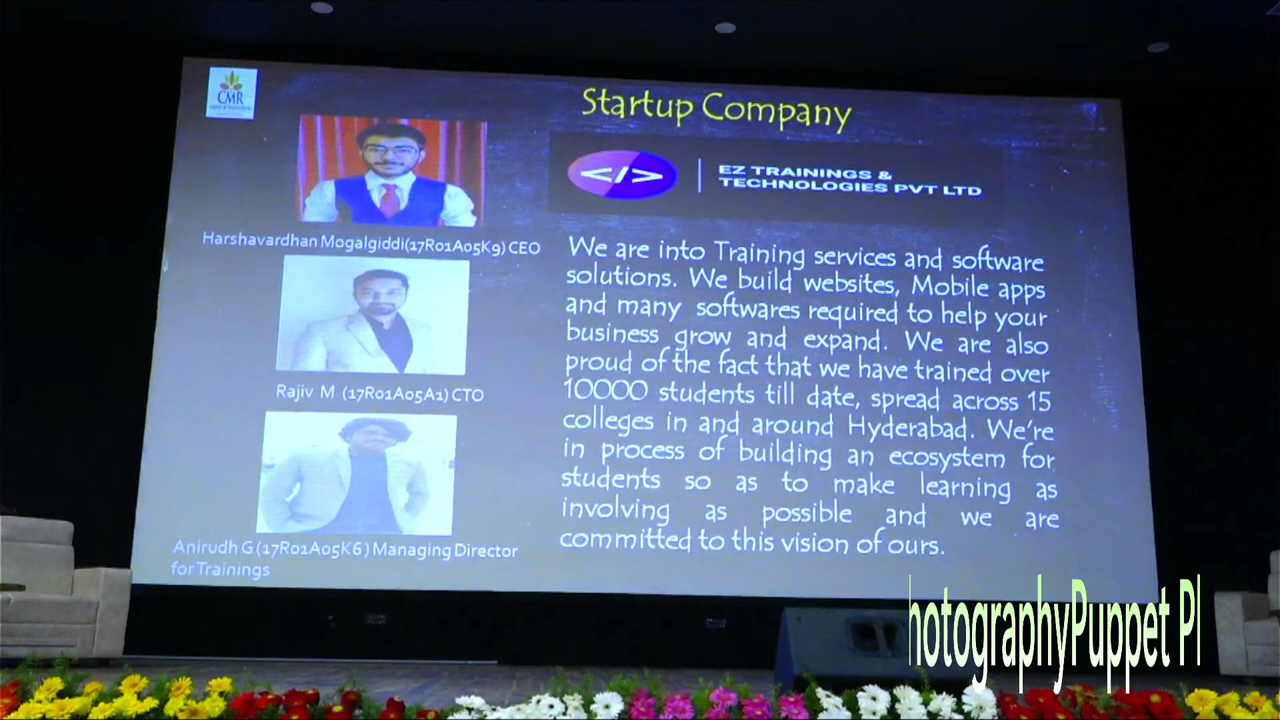 CMR
Startup Company
</>
EZ TRAININGS &
TECHNOLOGIES PVT LTD
Harshavardhan Mogalgiddi(17R01A05K9) CEO
Rajiv M (17R01A05A1) CTO
Anirudh G (17R01A05K6) Managing Director
for Trainings
We are into Training services and software
solutions. We build websites, Mobile apps
and many softwares required to help your
business grow and expand. We are also
proud of the fact that we have trained over
10000 students till date, spread across 15
colleges in and around Hyderabad. We're
in process of building an ecosystem for
students so as to make learning as
involving as possible and we are
committed to this vision of ours.
hotographyPuppet Pl